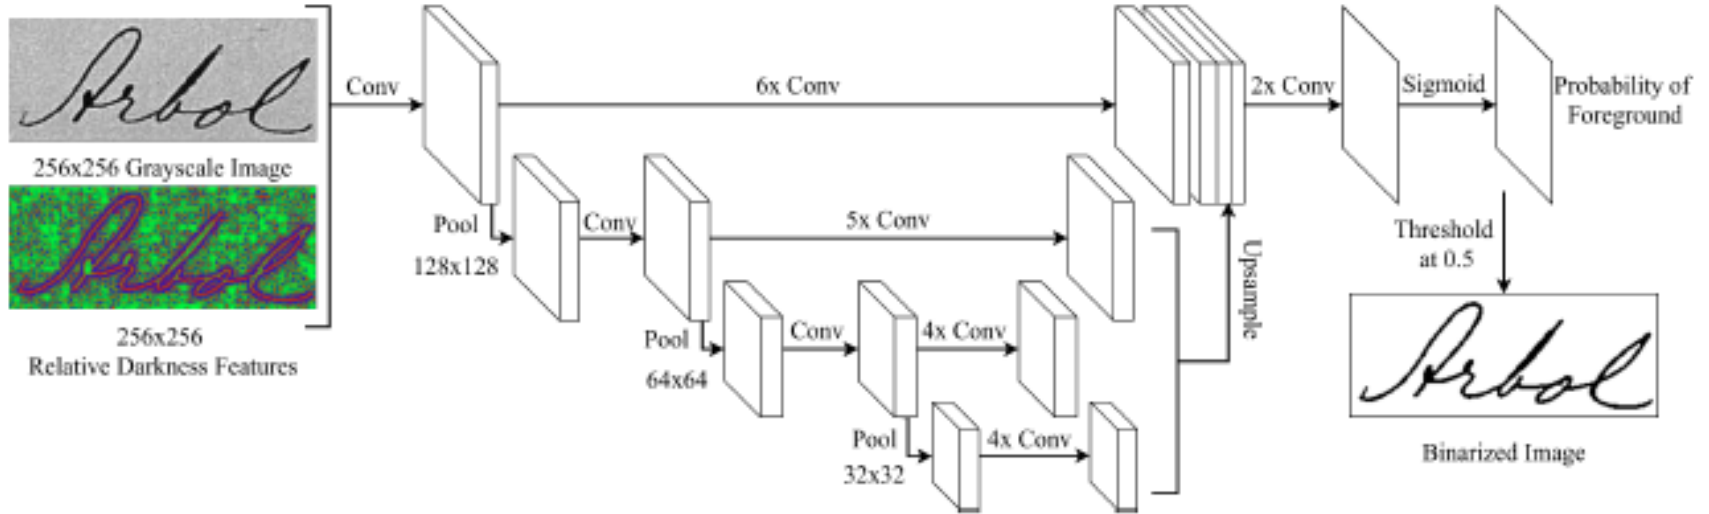 Arbol
256x256 Grayscale Image
256x256
Relative Darkness Features
Conv
6x Conv
2x Conv
Sigmoid
Probability of
Foreground
Pool
128x128
Conv
5x Conv
Upsample
Threshold
at 0.5
Pool
64x64
Conv
4x Conv
Pool
32x32
4x Conv
Arbol
Binarized Image